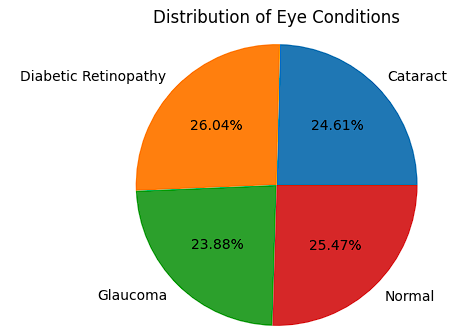 Distribution of Eye Conditions
Diabetic Retinopathy
Cataract
26.04%
24.61%
23.88%
25.47%
Glaucoma
Normal